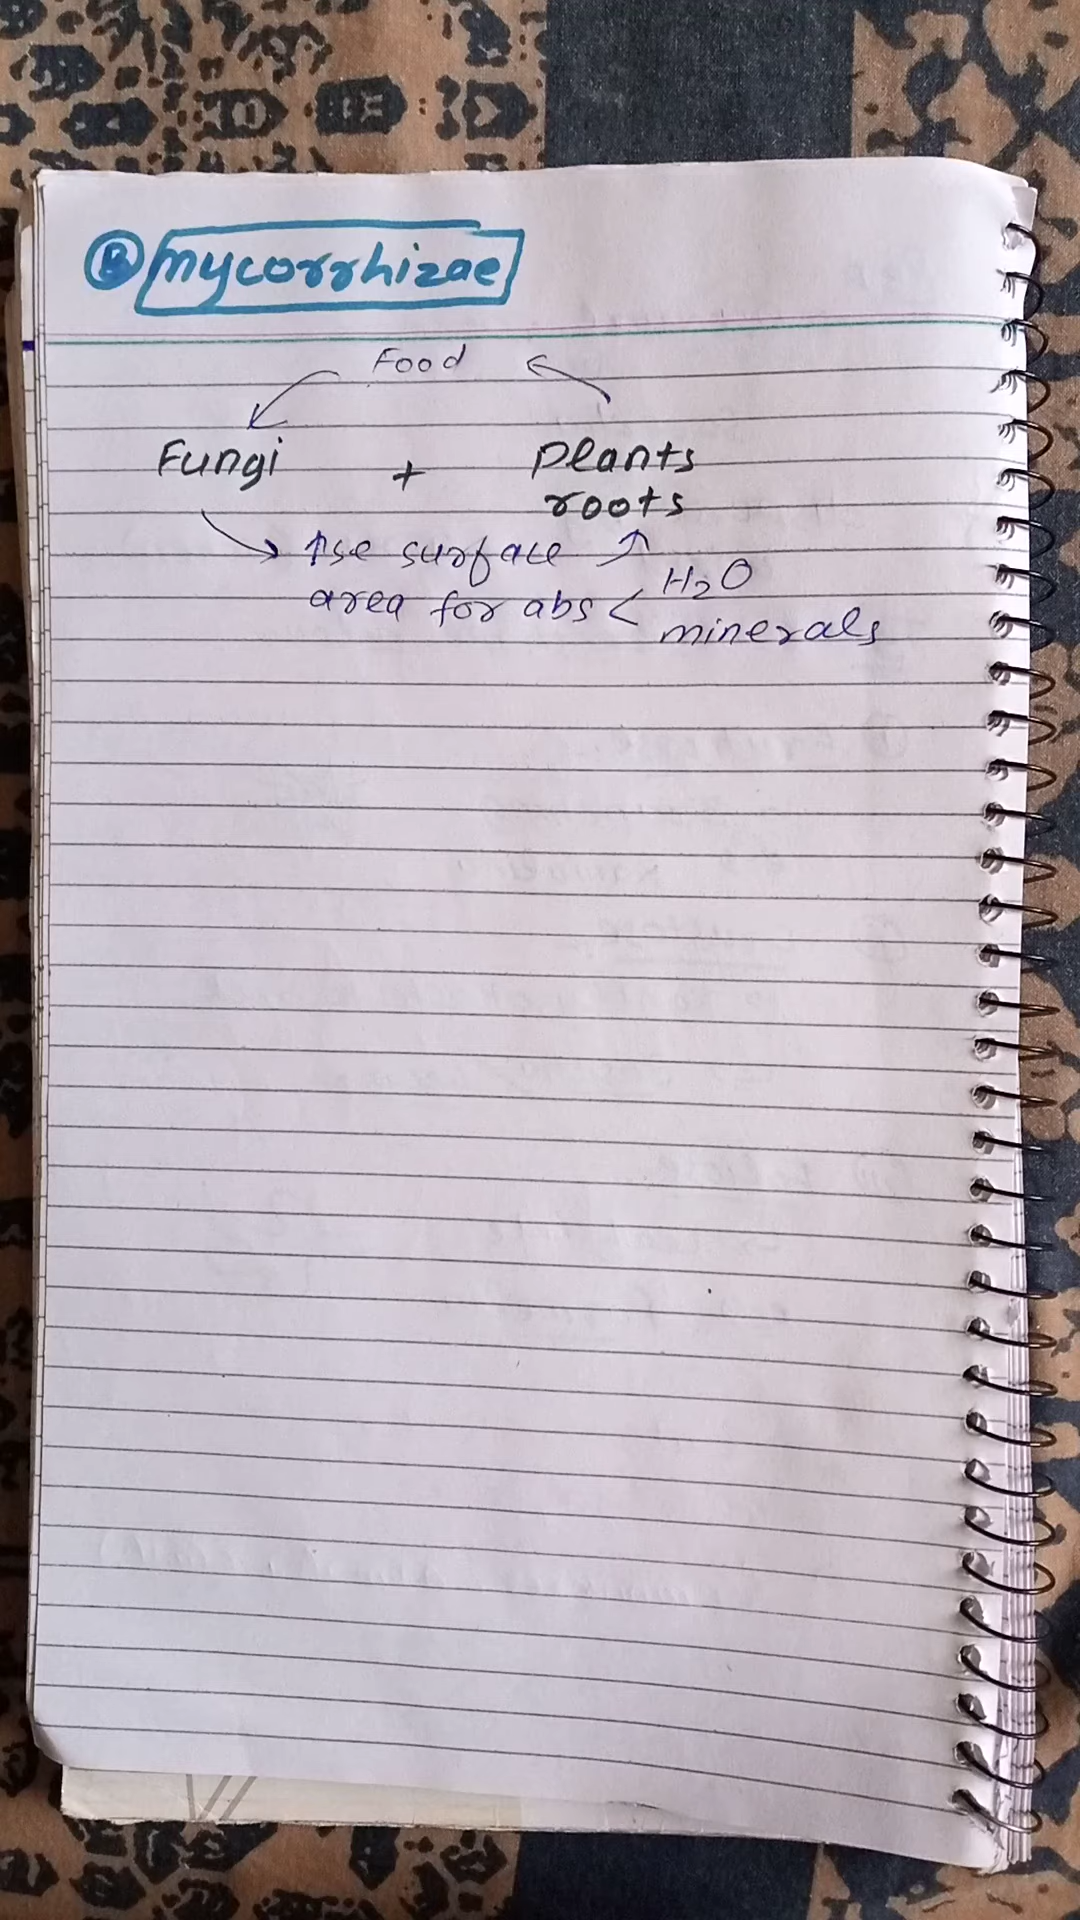 B mycorrhizae
Food
Fungi + plants
roots
↑se surface
area for abs < H2O
minerals